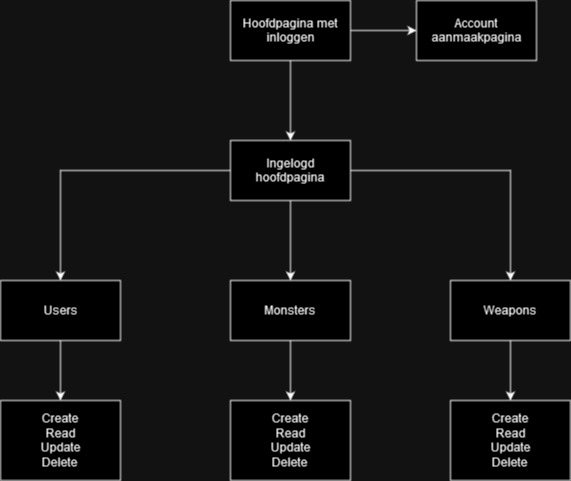 Hoofdpagina met
inloggen
Account
aanmaakpagina
Ingelogd
hoofdpagina
Users
Monsters
Weapons
Create
Read
Update
Delete
Create
Read
Update
Delete
Create
Read
Update
Delete